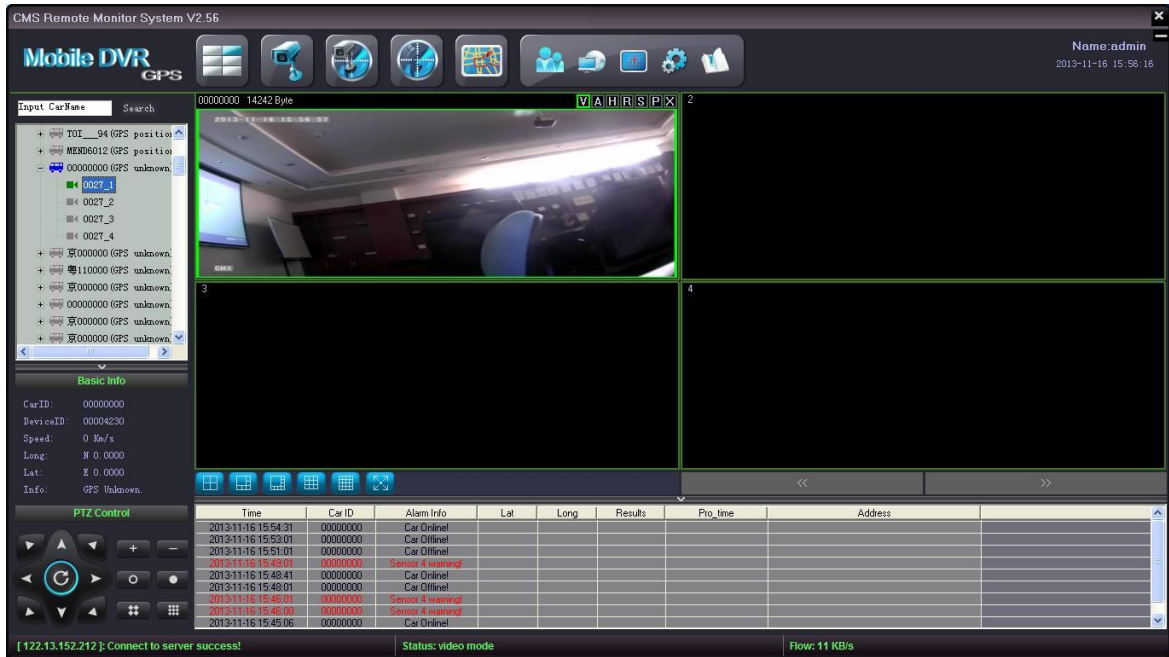 CMS Remote Monitor System V2.56
Mobile DVR
GPS
Name:admin
2013-11-16 15:56:16
Input CarName
Search
TOI___94(GPS position
MEND6012(GPS position
00000000(GPS unknown)
0027_1
0027_2
0027_3
0027_4
京000000(GPS unknown)
粤110000(GPS unknown)
京000000(GPS unknown)
00000000(GPS unknown)
京000000(GPS unknown)
京000000(GPS unknown)
00000000 14242 Byte
V A H R S P X
2013-11-16 15:56:57
CH1
2
3
4
Basic Info
CarID: 00000000
DeviceID: 00004230
Speed: 0 Km/s
Long: N 0.0000
Lat: E 0.0000
Info: GPS Unknown.
PTZ Control
Time Car ID Alarm Info Lat Long Results Pro_time Address
2013-11-16 15:54:31 00000000 Car Online!
2013-11-16 15:53:01 00000000 Car Offline!
2013-11-16 15:51:01 00000000 Car Offline!
2013-11-16 15:49:01 00000000 Sensor 4 warning!
2013-11-16 15:48:41 00000000 Car Online!
2013-11-16 15:48:01 00000000 Car Offline!
2013-11-16 15:46:01 00000000 Sensor 4 warning!
2013-11-16 15:46:00 00000000 Sensor 4 warning!
2013-11-16 15:45:06 00000000 Car Online!
[122.13.152.212]: Connect to server success!
Status: video mode
Flow: 11 KB/s